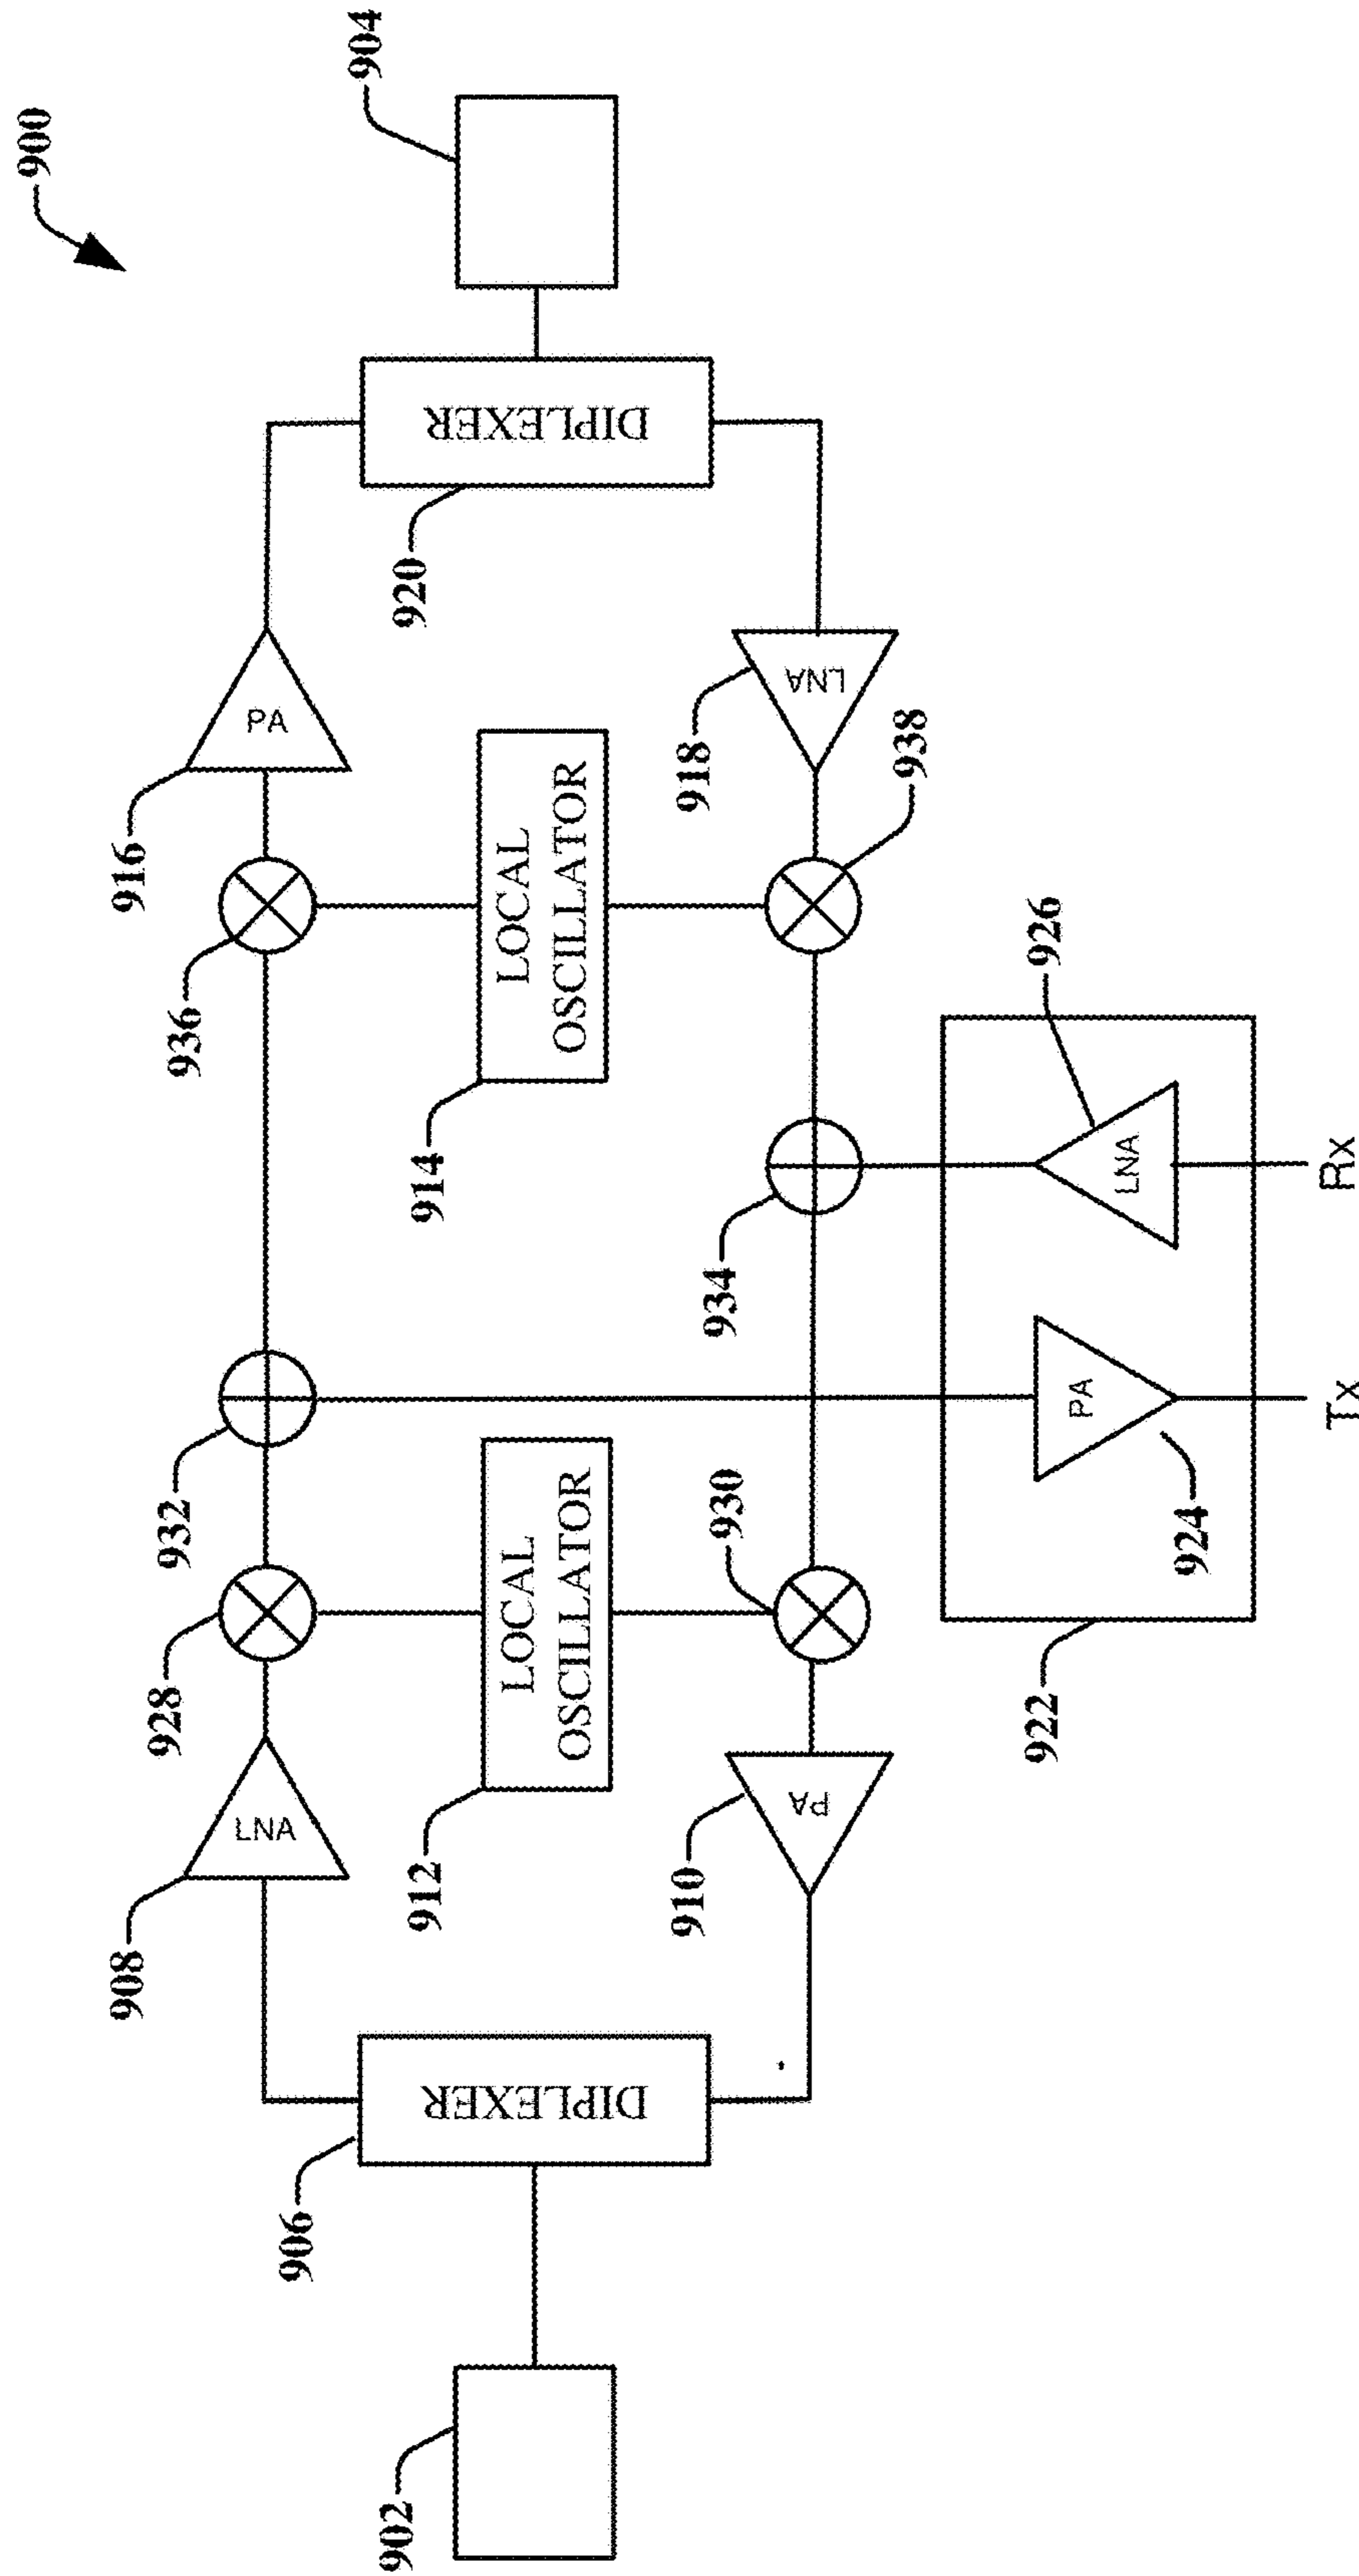 900
904
916
PA
936
920
DIPLEXER
914
LOCAL
OSCILLATOR
918
LNA
938
932
934
926
LNA
Rx
928
912
LOCAL
OSCILLATOR
930
922
PA
924
Tx
908
LNA
910
PA
906
DIPLEXER
902